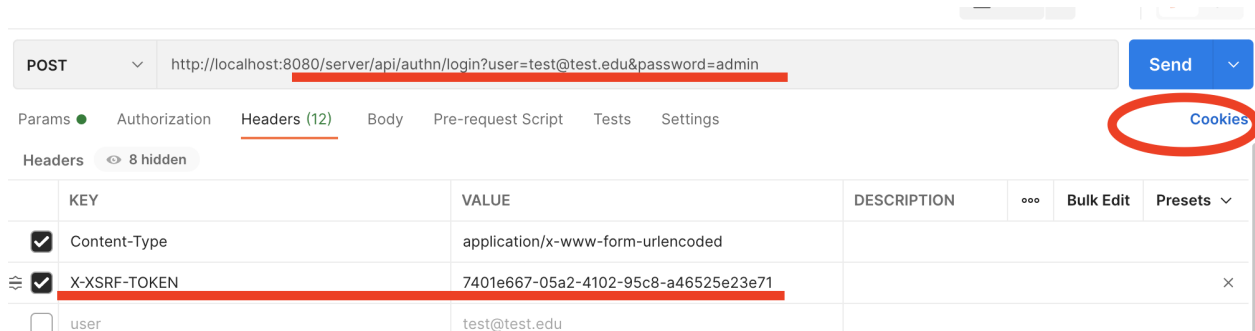 POST http://localhost:8080/server/api/authn/login?user=test@test.edu&password=admin Send
Params Authorization Headers (12) Body Pre-request Script Tests Settings Cookies
Headers 8 hidden
KEY VALUE DESCRIPTION ooo Bulk Edit Presets
Content-Type application/x-www-form-urlencoded
X-XSRF-TOKEN 7401e667-05a2-4102-95c8-a46525e23e71
user test@test.edu